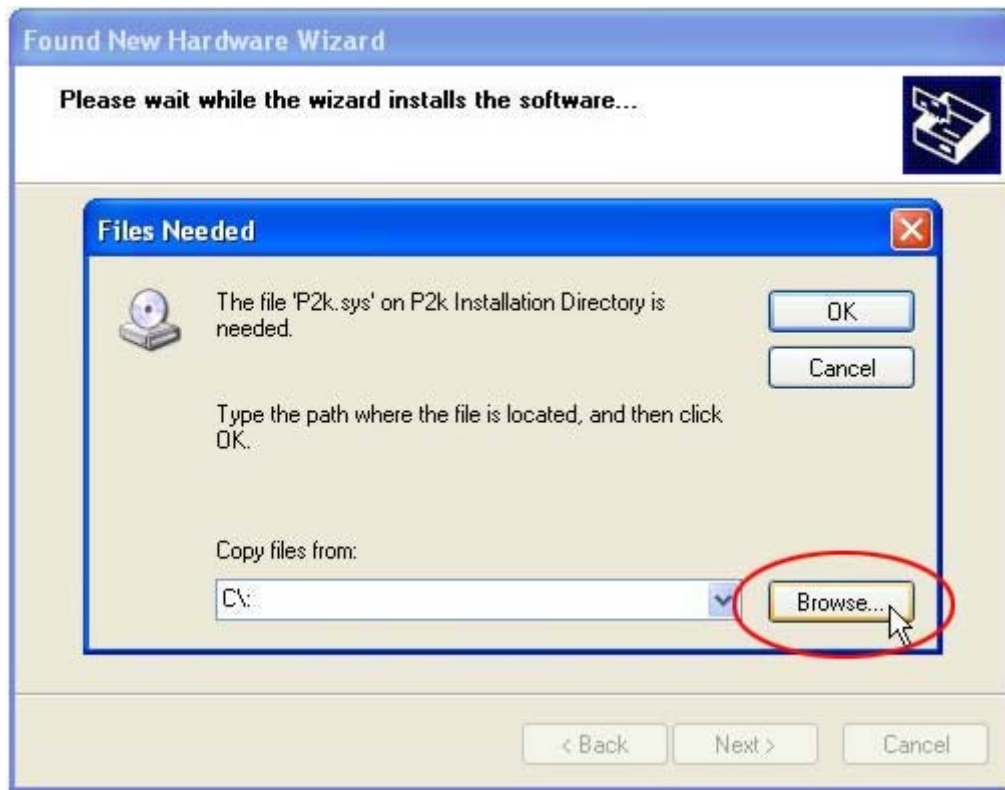 Found New Hardware Wizard
Please wait while the wizard installs the software...
Files Needed
The file 'P2k.sys' on P2k Installation Directory is
needed.
OK
Cancel
Type the path where the file is located, and then click
OK.
Copy files from:
C\:
Browse...
< Back
Next >
Cancel